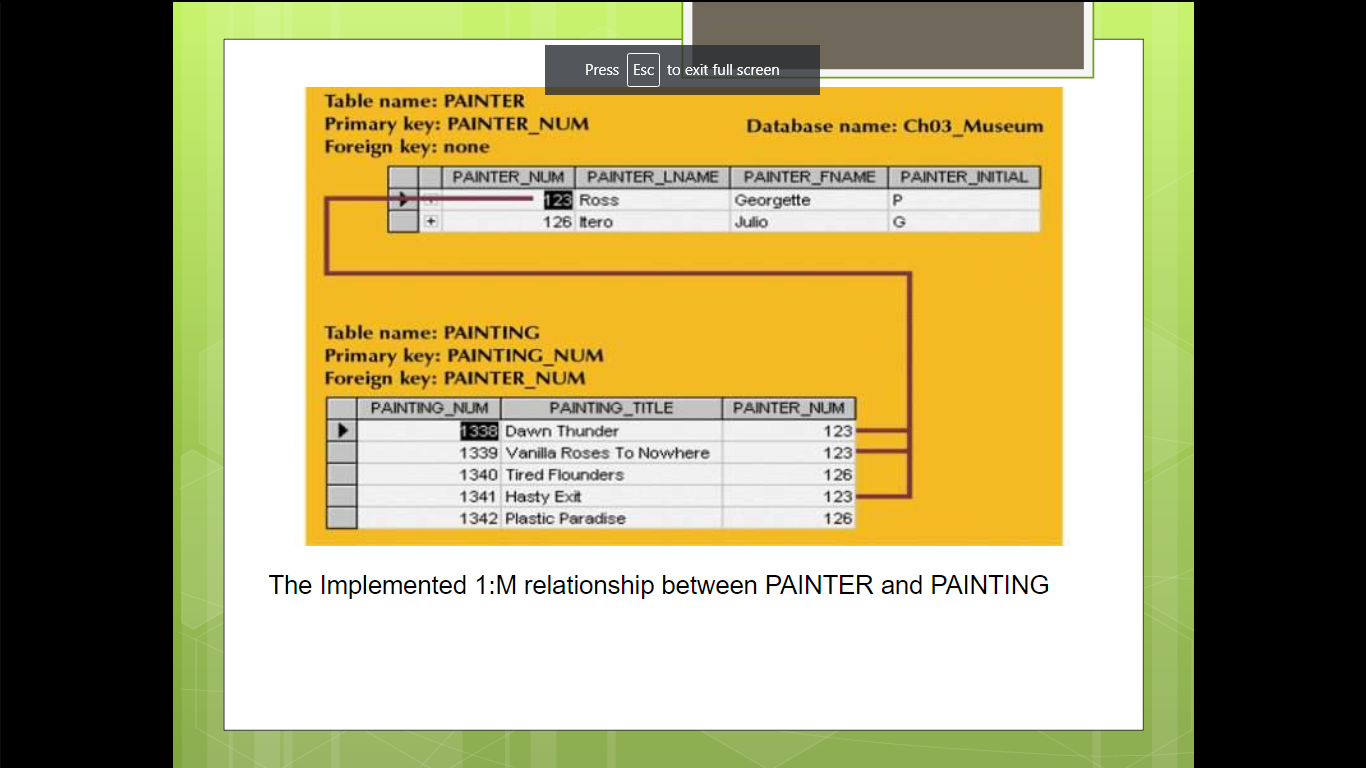 Press Esc to exit full screen
Table name: PAINTER
Primary key: PAINTER_NUM
Database name: Ch03_Museum
Foreign key: none
PAINTER_NUM PAINTER_LNAME PAINTER_FNAME PAINTER_INITIAL
123 Ross Georgette P
+ 126 Itero Julio G
Table name: PAINTING
Primary key: PAINTING_NUM
Foreign key: PAINTER_NUM
PAINTING_NUM PAINTING_TITLE PAINTER_NUM
1338 Dawn Thunder 123
1339 Vanilla Roses To Nowhere 123
1340 Tired Flounders 126
1341 Hasty Exit 123
1342 Plastic Paradise 126
The Implemented 1:M relationship between PAINTER and PAINTING